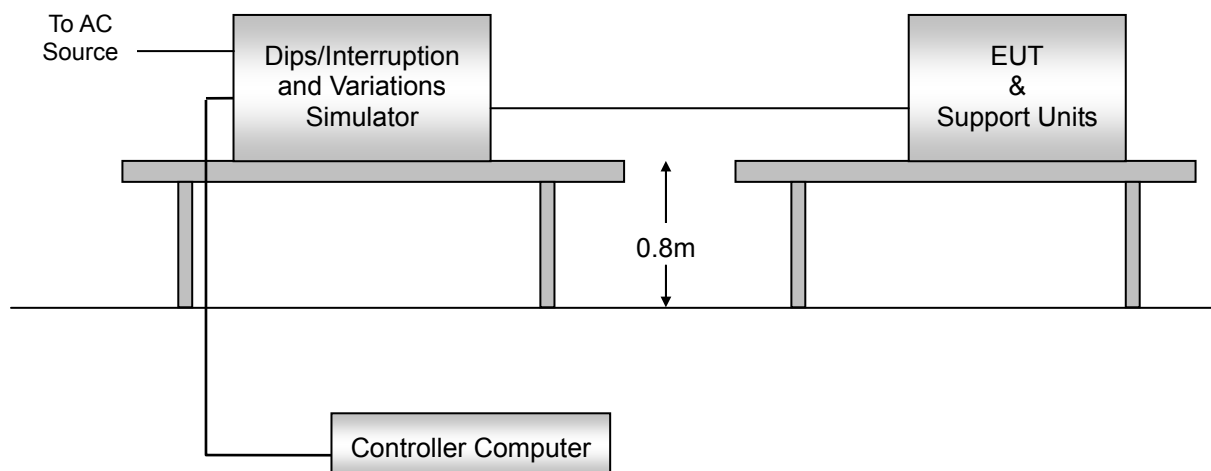 To AC
Source
Dips/Interruption
and Variations
Simulator
EUT
&
Support Units
0.8m
Controller Computer